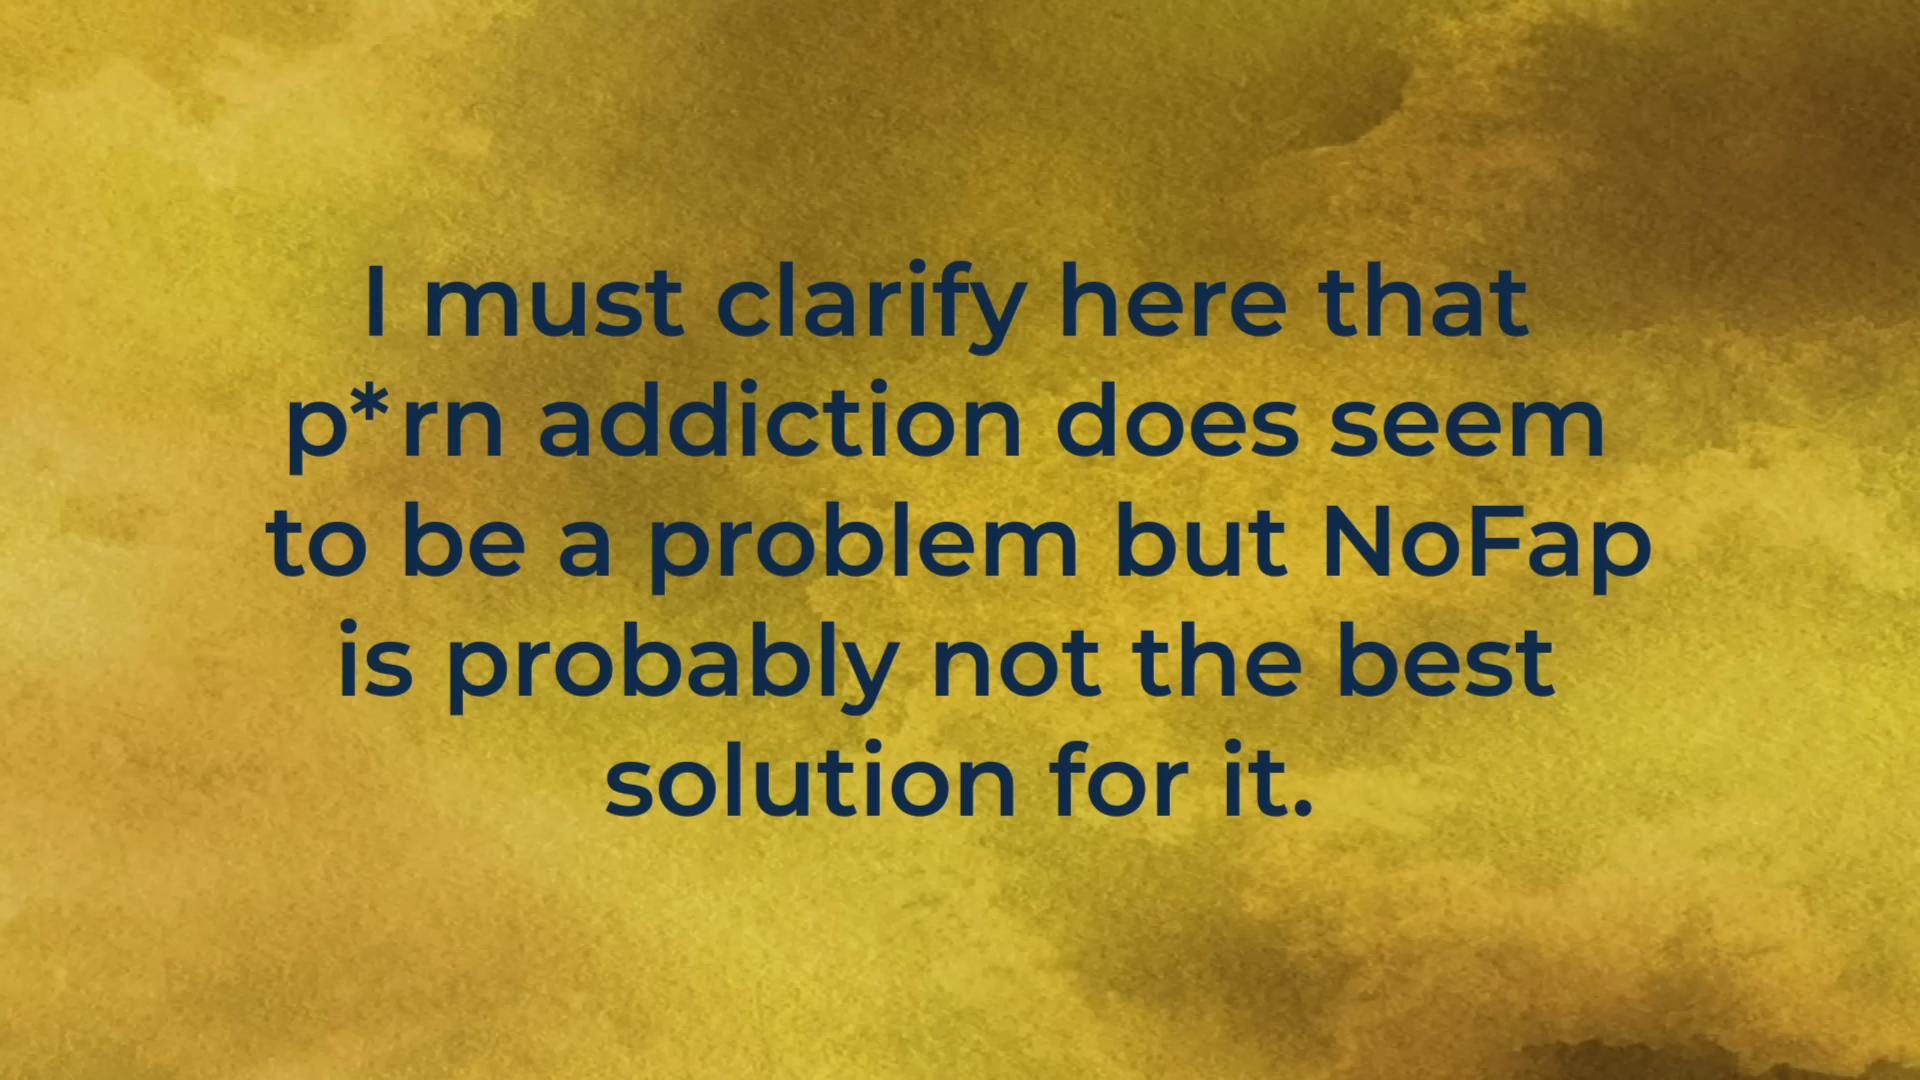 I must clarify here that
p*rn addiction does seem
to be a problem but NoFap
is probably not the best
solution for it.